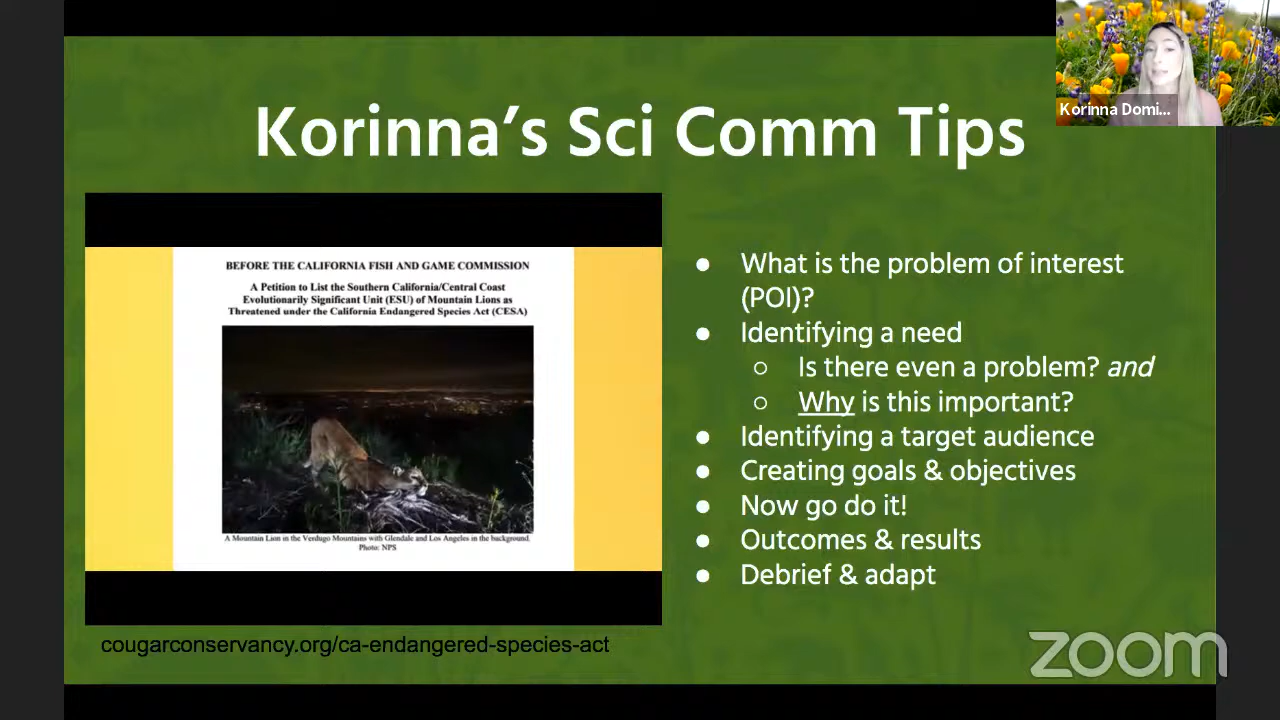 Korinna Domi...
Korinna's Sci Comm Tips
BEFORE THE CALIFORNIA FISH AND GAME COMMISSION
A Petition to List the Southern California/Central Coast
Evolutionarily Significant Unit (ESU) of Mountain Lions as
Threatened under the California Endangered Species Act (CESA)
A Mountain Lion in the Verdugo Mountains with Glendale and Los Angeles in the background.
Photo: NPS
cougarconservancy.org/ca-endangered-species-act
● What is the problem of interest
(POI)?
● Identifying a need
○ Is there even a problem? and
○ Why is this important?
● Identifying a target audience
● Creating goals & objectives
● Now go do it!
● Outcomes & results
● Debrief & adapt
zoom